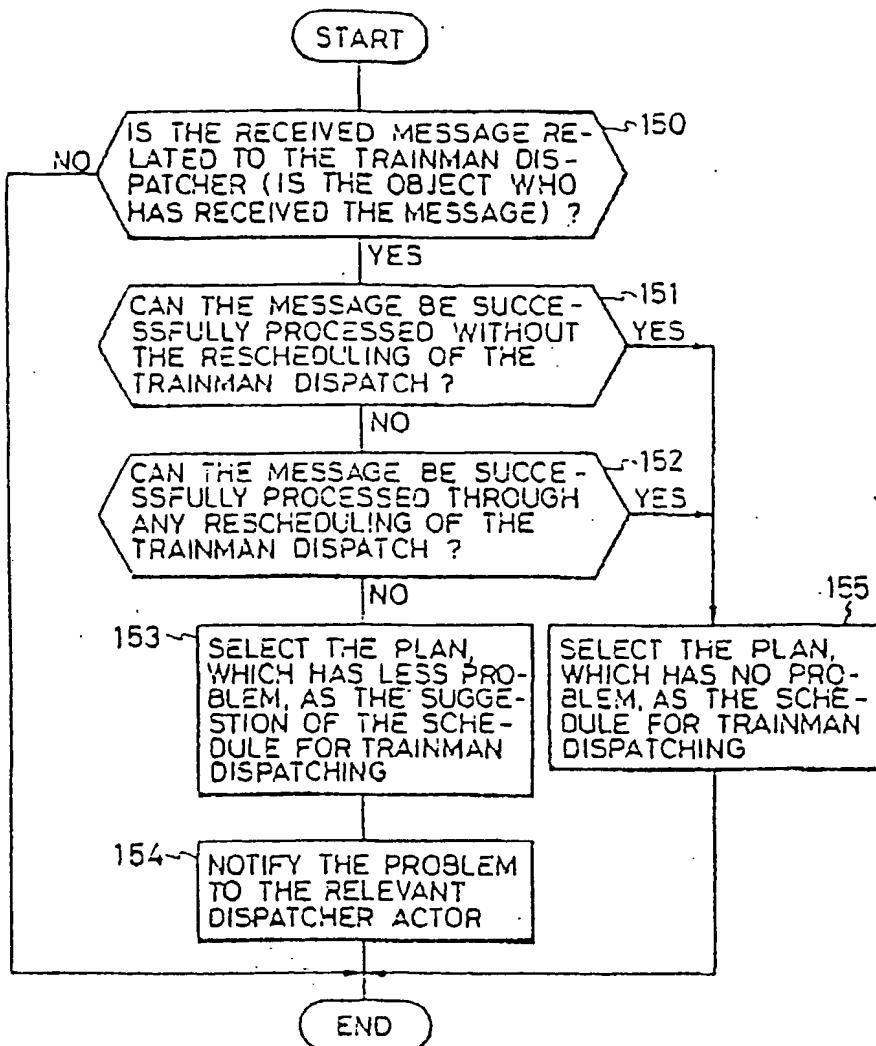 START
IS THE RECEIVED MESSAGE RE-
LATED TO THE TRAINMAN DIS-
PATCHER (IS THE OBJECT WHO
HAS RECEIVED THE MESSAGE) ?
150
NO
YES
CAN THE MESSAGE BE SUCCE-
SSFULLY PROCESSED WITHOUT
THE RESCHEDULING OF THE
TRAINMAN DISPATCH ?
151
YES
NO
CAN THE MESSAGE BE SUCCE-
SSFULLY PROCESSED THROUGH
ANY RESCHEDULING OF THE
TRAINMAN DISPATCH ?
152
YES
NO
153
SELECT THE PLAN,
WHICH HAS LESS PRO-
BLEM, AS THE SUGGE-
STION OF THE SCHE-
DULE FOR TRAINMAN
DISPATCHING
155
SELECT THE PLAN,
WHICH HAS NO PRO-
BLEM, AS THE SCHE-
DULE FOR TRAINMAN
DISPATCHING
154
NOTIFY THE PROBLEM
TO THE RELEVANT
DISPATCHER ACTOR
END